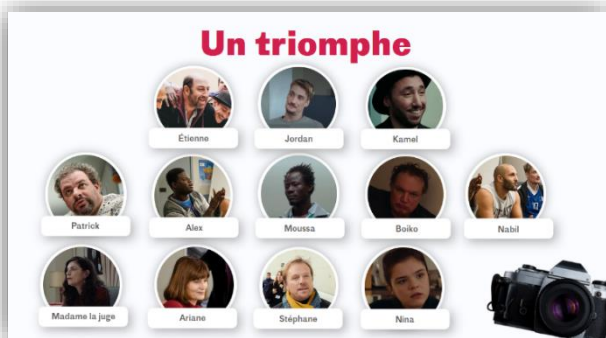 Un triomphe
Étienne Jordan Kamel
Patrick Alex Moussa Boiko Nabil
Madame la juge Ariane Stéphane Nina